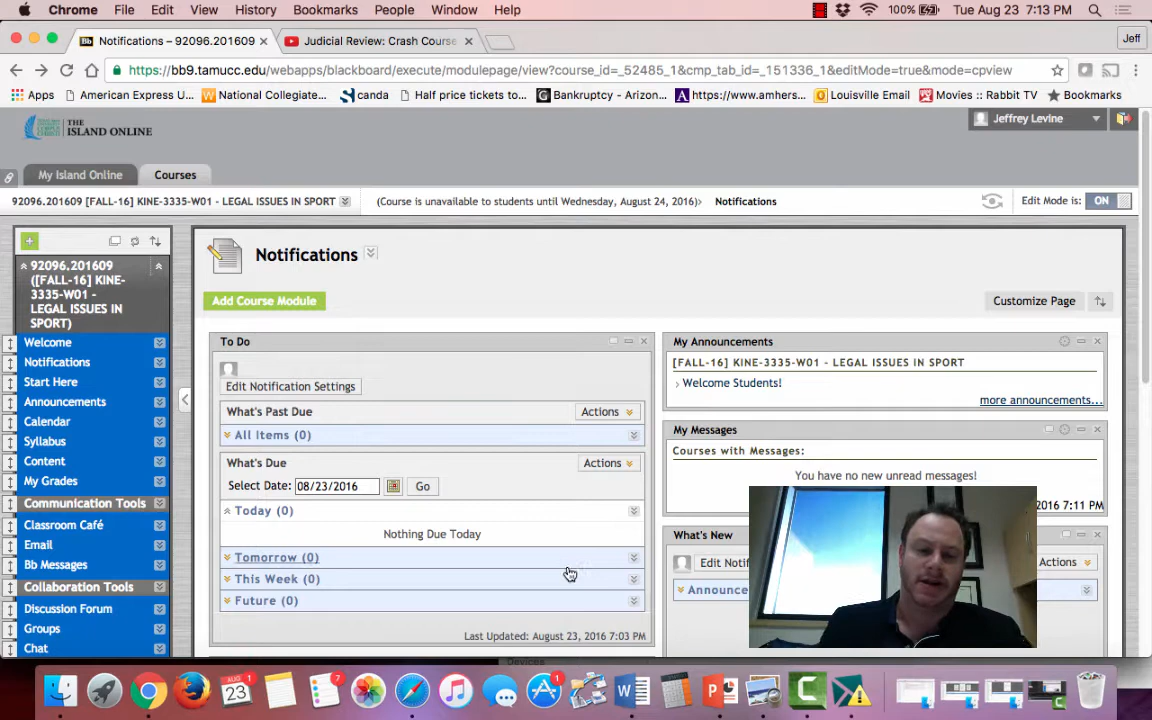 Chrome File Edit View History Bookmarks People Window Help 100% Tue Aug 23 7:13 PM
Notifications – 92096.201609 Judicial Review: Crash Course Jeff
https://bb9.tamucc.edu/webapps/blackboard/execute/modulepage/view?course_id=_52485_1&cmp_tab_id=_151336_1&editMode=true&mode=cpview
Apps American Express U... National Collegiate... canda Half price tickets to... Bankruptcy - Arizon... https://www.amhers... Louisville Email Movies :: Rabbit TV Bookmarks
THE
ISLAND ONLINE
Jeffrey Levine
My Island Online Courses
92096.201609 [FALL-16] KINE-3335-W01 - LEGAL ISSUES IN SPORT (Course is unavailable to students until Wednesday, August 24, 2016) Notifications Edit Mode is: ON
92096.201609
([FALL-16] KINE-
3335-W01 -
LEGAL ISSUES IN
SPORT)
Welcome
Notifications
Start Here
Announcements
Calendar
Syllabus
Content
My Grades
Communication Tools
Classroom Café
Email
Bb Messages
Collaboration Tools
Discussion Forum
Groups
Chat
Notifications
Add Course Module
Customize Page
To Do
Edit Notification Settings
What's Past Due Actions
All Items (0)
What's Due Actions
Select Date: 08/23/2016 Go
Today (0)
Nothing Due Today
Tomorrow (0)
This Week (0)
Future (0)
Last Updated: August 23, 2016 7:03 PM
My Announcements
[FALL-16] KINE-3335-W01 - LEGAL ISSUES IN SPORT
Welcome Students!
more announcements...
My Messages
Courses with Messages:
You have no new unread messages!
2016 7:11 PM
What's New
Edit Notif Actions
Announce
Devices
AUG 1
23 7 1